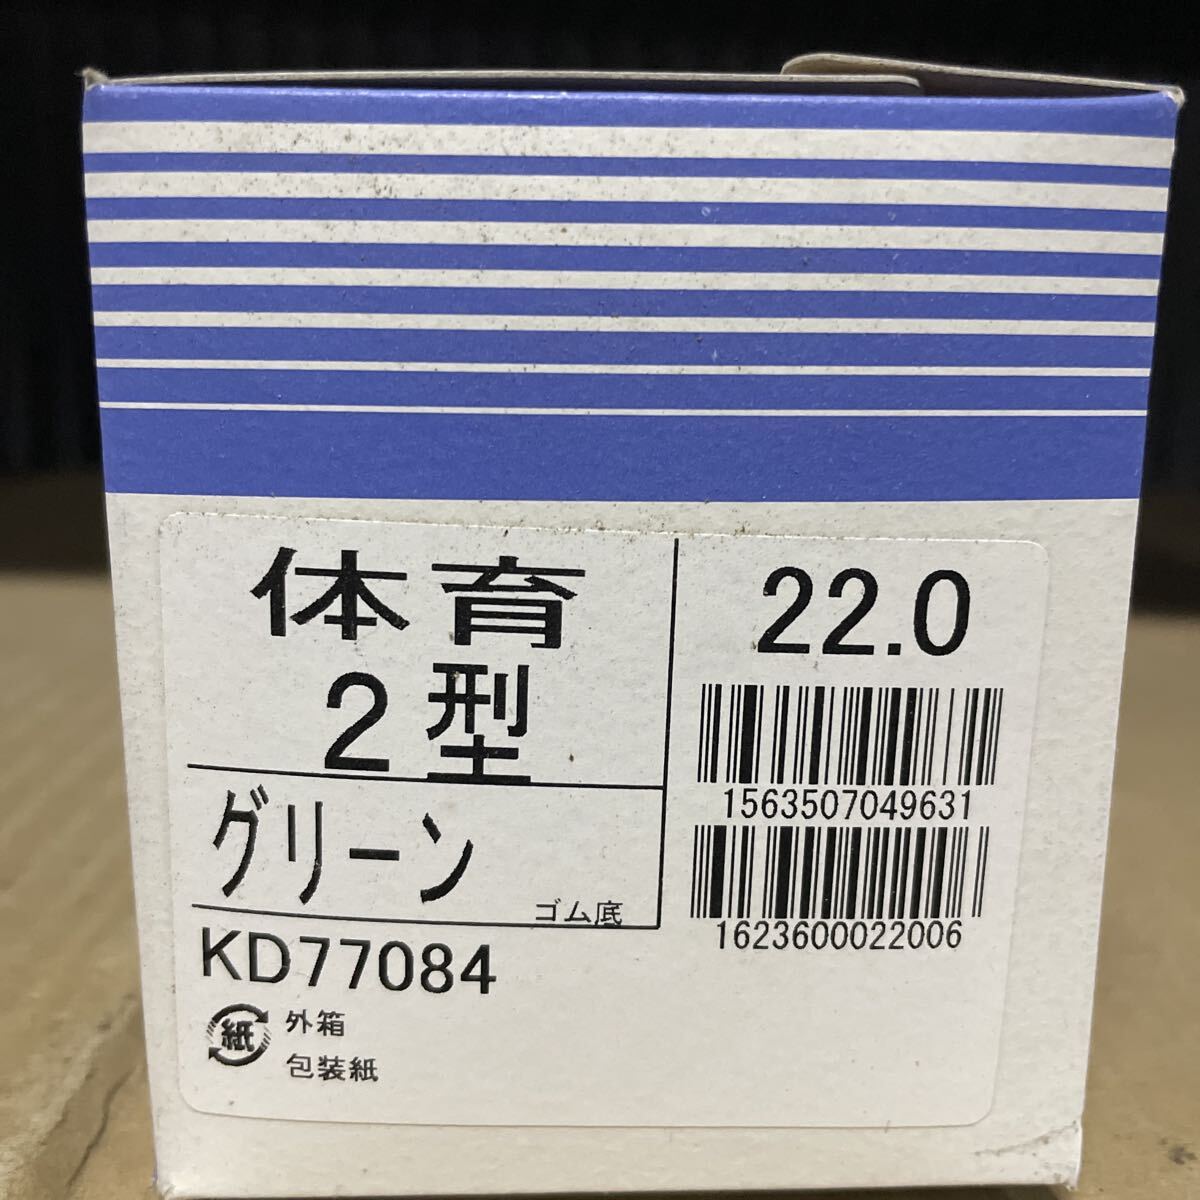 体育
2型
グリーン
ゴム底
KD77084
紙
外箱
包装紙
22.0
1563507049631
1623600022006